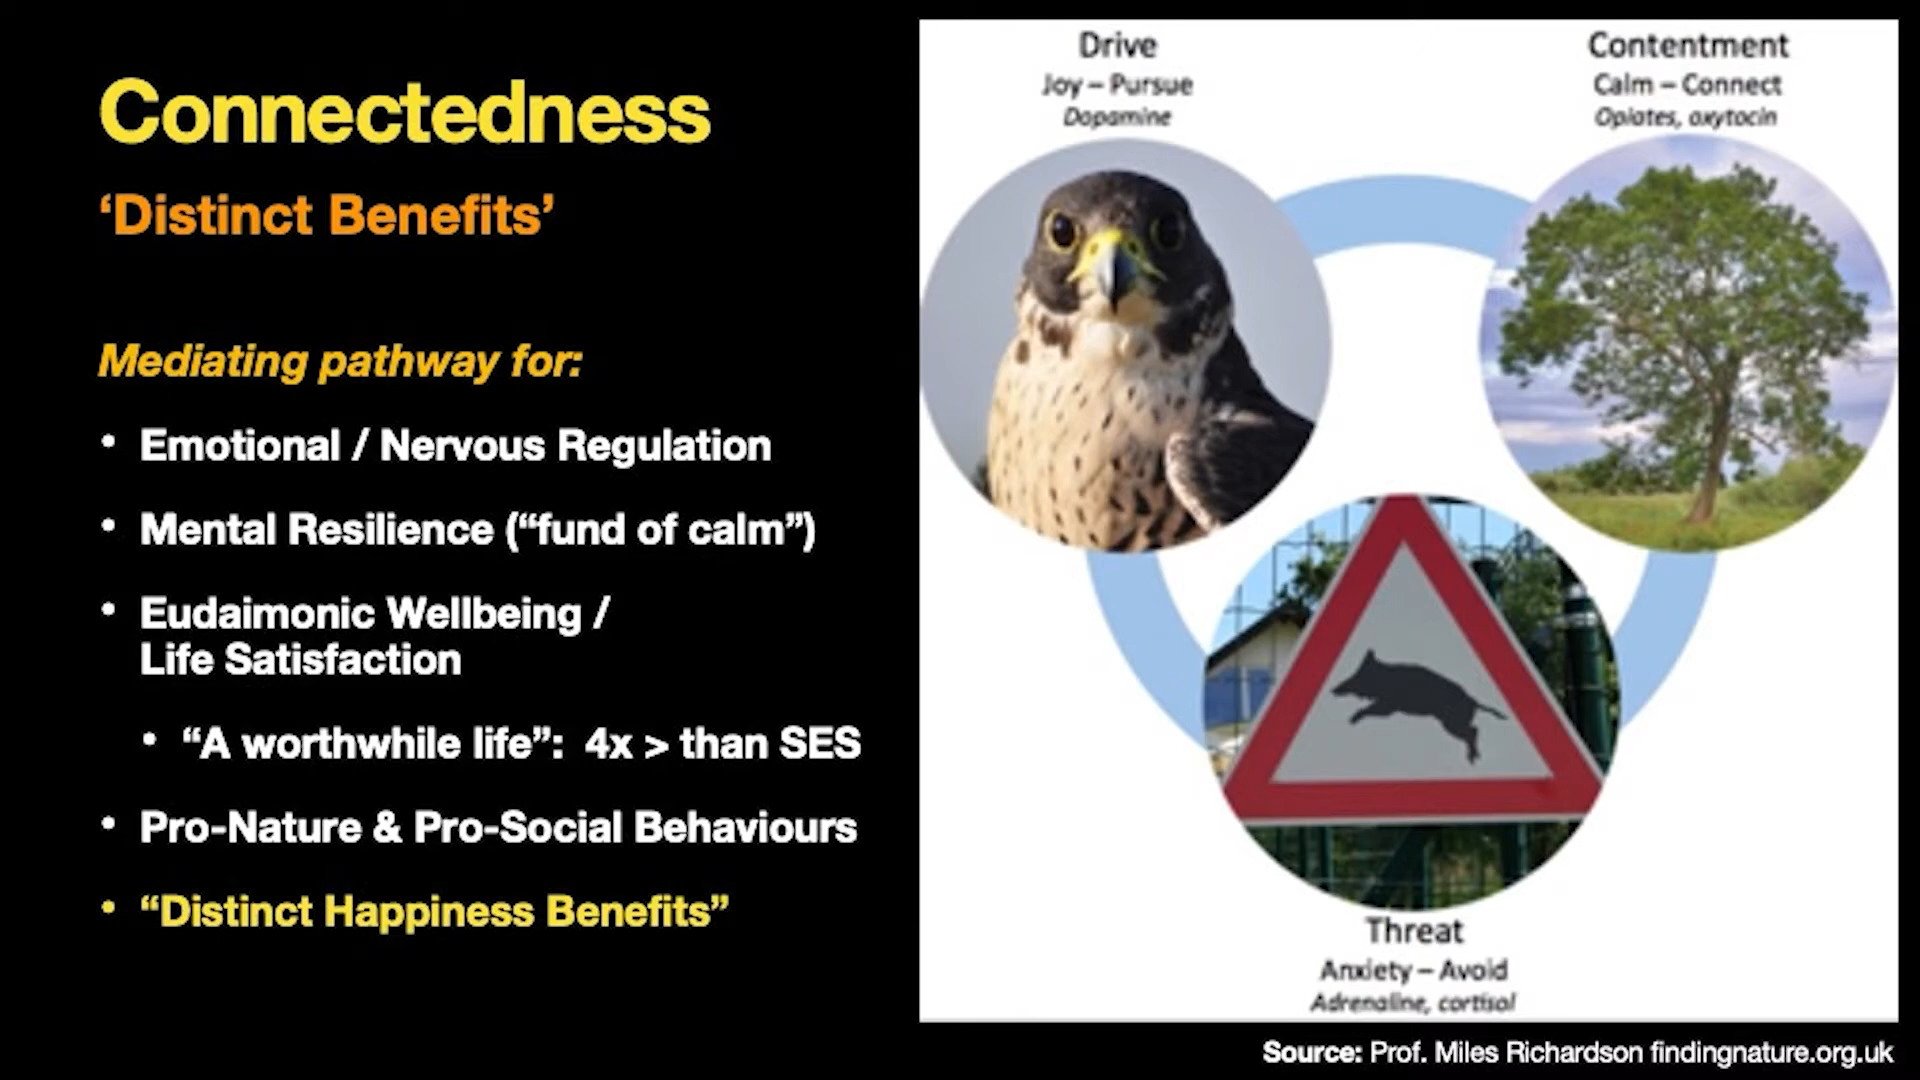 Connectedness
‘Distinct Benefits’
Mediating pathway for:
• Emotional / Nervous Regulation
• Mental Resilience (“fund of calm”)
• Eudaimonic Wellbeing /
Life Satisfaction
• “A worthwhile life”: 4x > than SES
• Pro-Nature & Pro-Social Behaviours
• “Distinct Happiness Benefits”
Drive
Joy – Pursue
Dopamine
Contentment
Calm – Connect
Opiates, oxytocin
Threat
Anxiety – Avoid
Adrenaline, cortisol
Source: Prof. Miles Richardson findingnature.org.uk